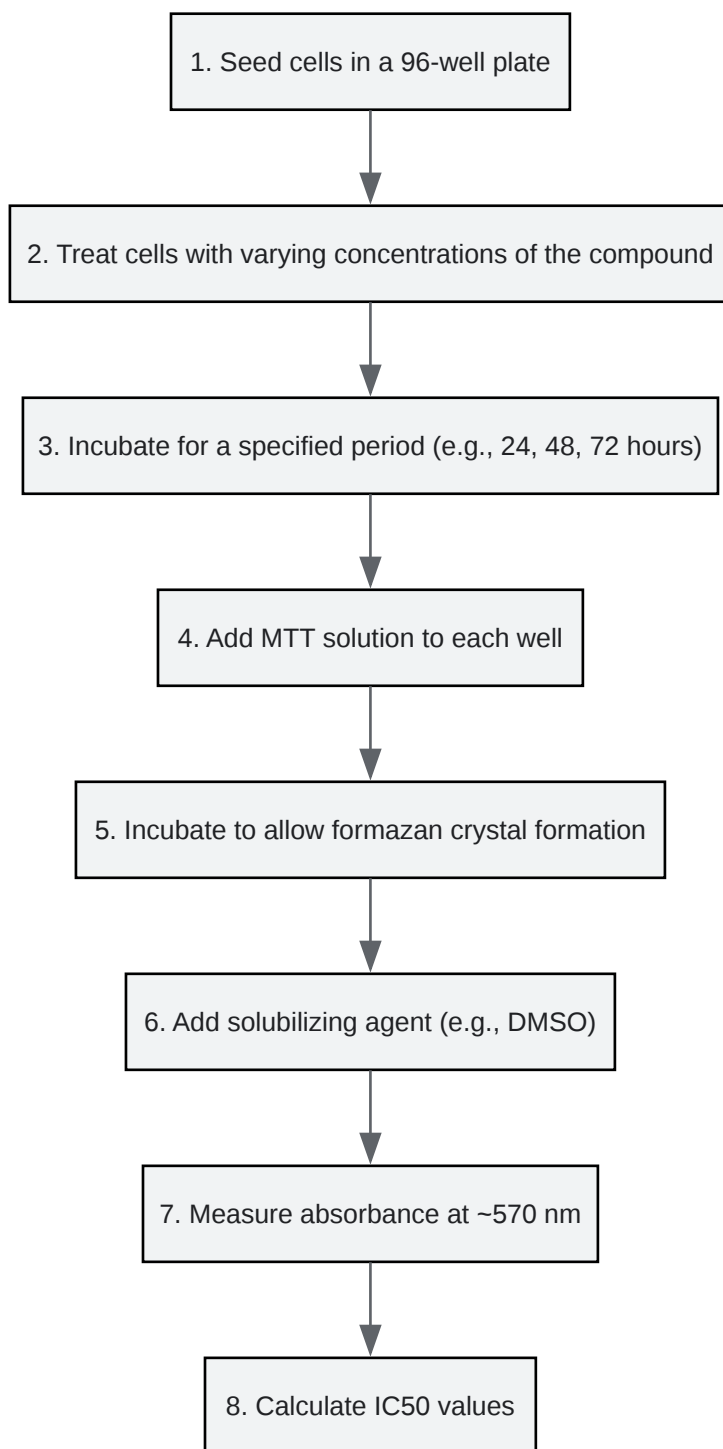 1. Seed cells in a 96-well plate
2. Treat cells with varying concentrations of the compound
3. Incubate for a specified period (e.g., 24, 48, 72 hours)
4. Add MTT solution to each well
5. Incubate to allow formazan crystal formation
6. Add solubilizing agent (e.g., DMSO)
7. Measure absorbance at ~570 nm
8. Calculate IC50 values